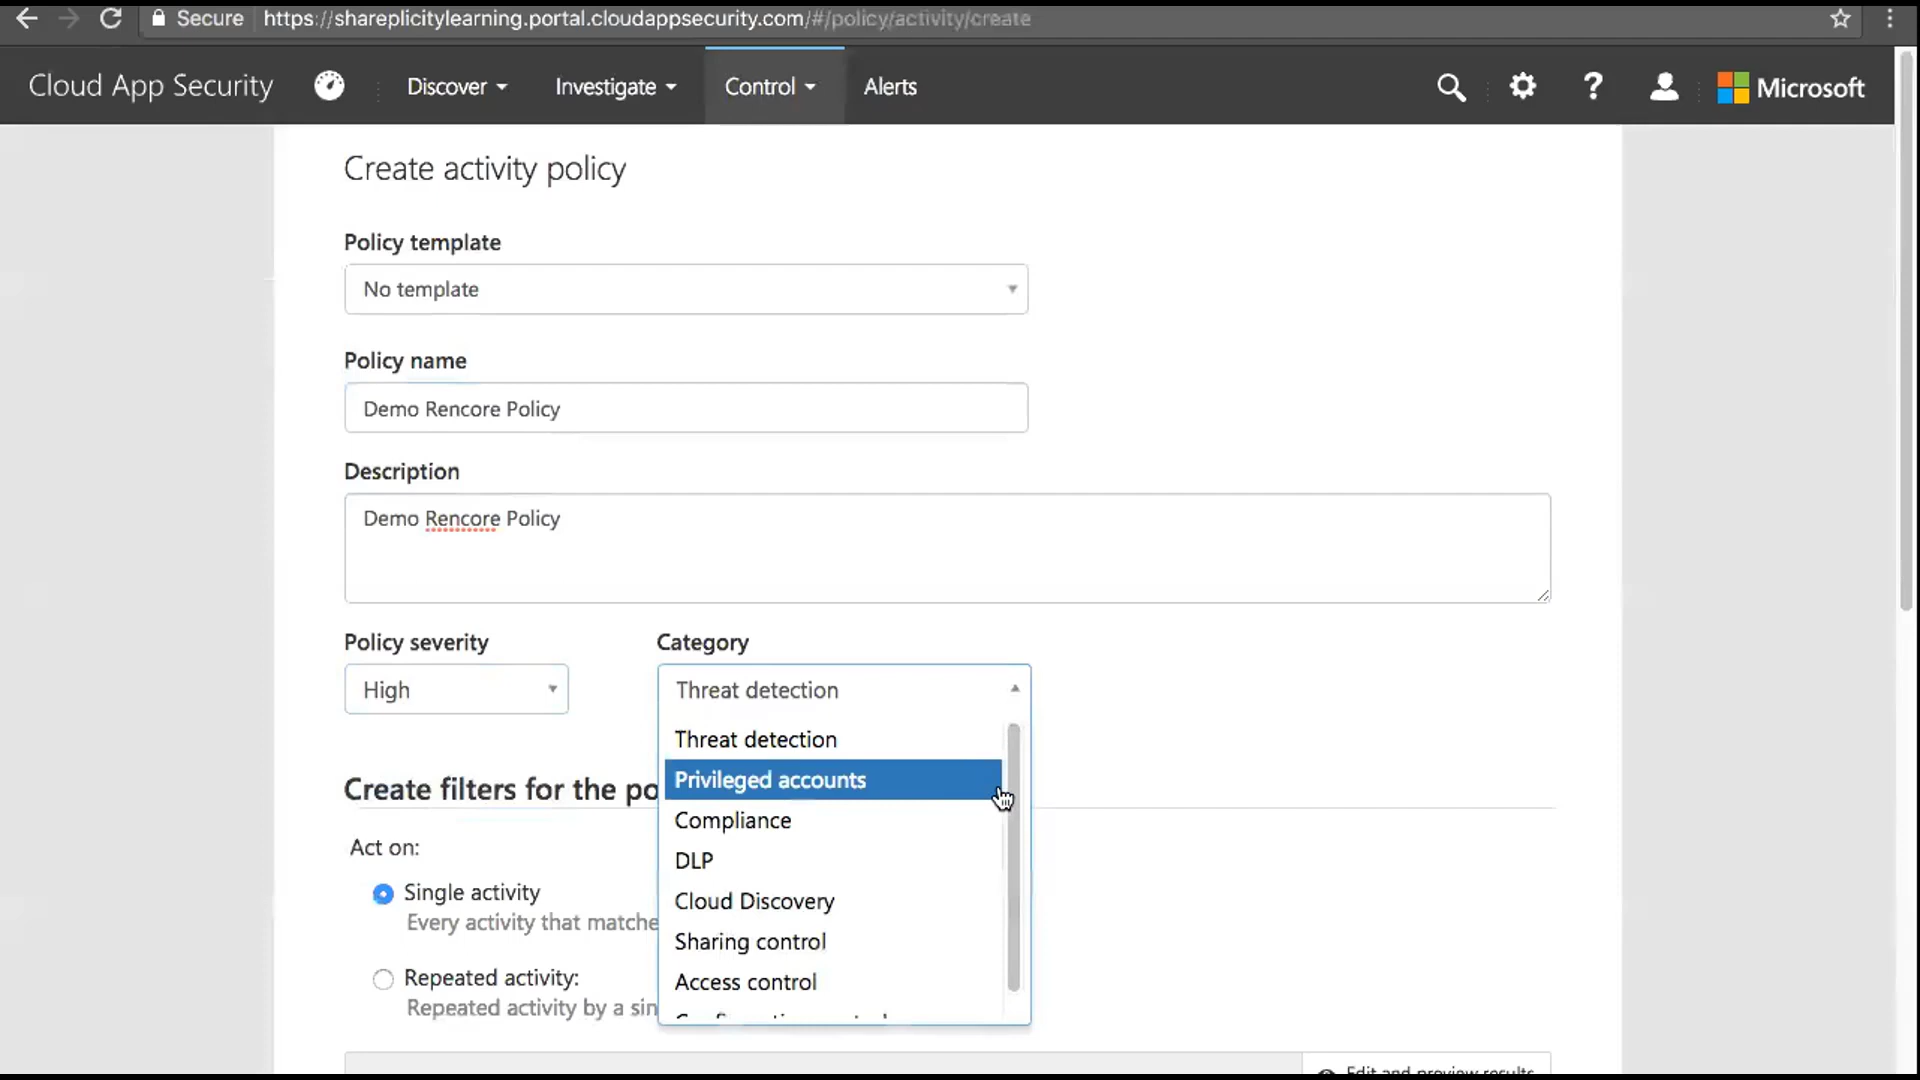 Secure https://shareplicitylearning.portal.cloudappsecurity.com/#/policy/activity/create
Cloud App Security Discover Investigate Control Alerts ? Microsoft
Create activity policy
Policy template
No template
Policy name
Demo Rencore Policy
Description
Demo Rencore Policy
Policy severity Category
High Threat detection
Threat detection
Privileged accounts
Create filters for the po
Compliance
Act on:
DLP
Single activity
Cloud Discovery
Every activity that matche
Sharing control
Repeated activity:
Access control
Repeated activity by a sin
Edit and preview results